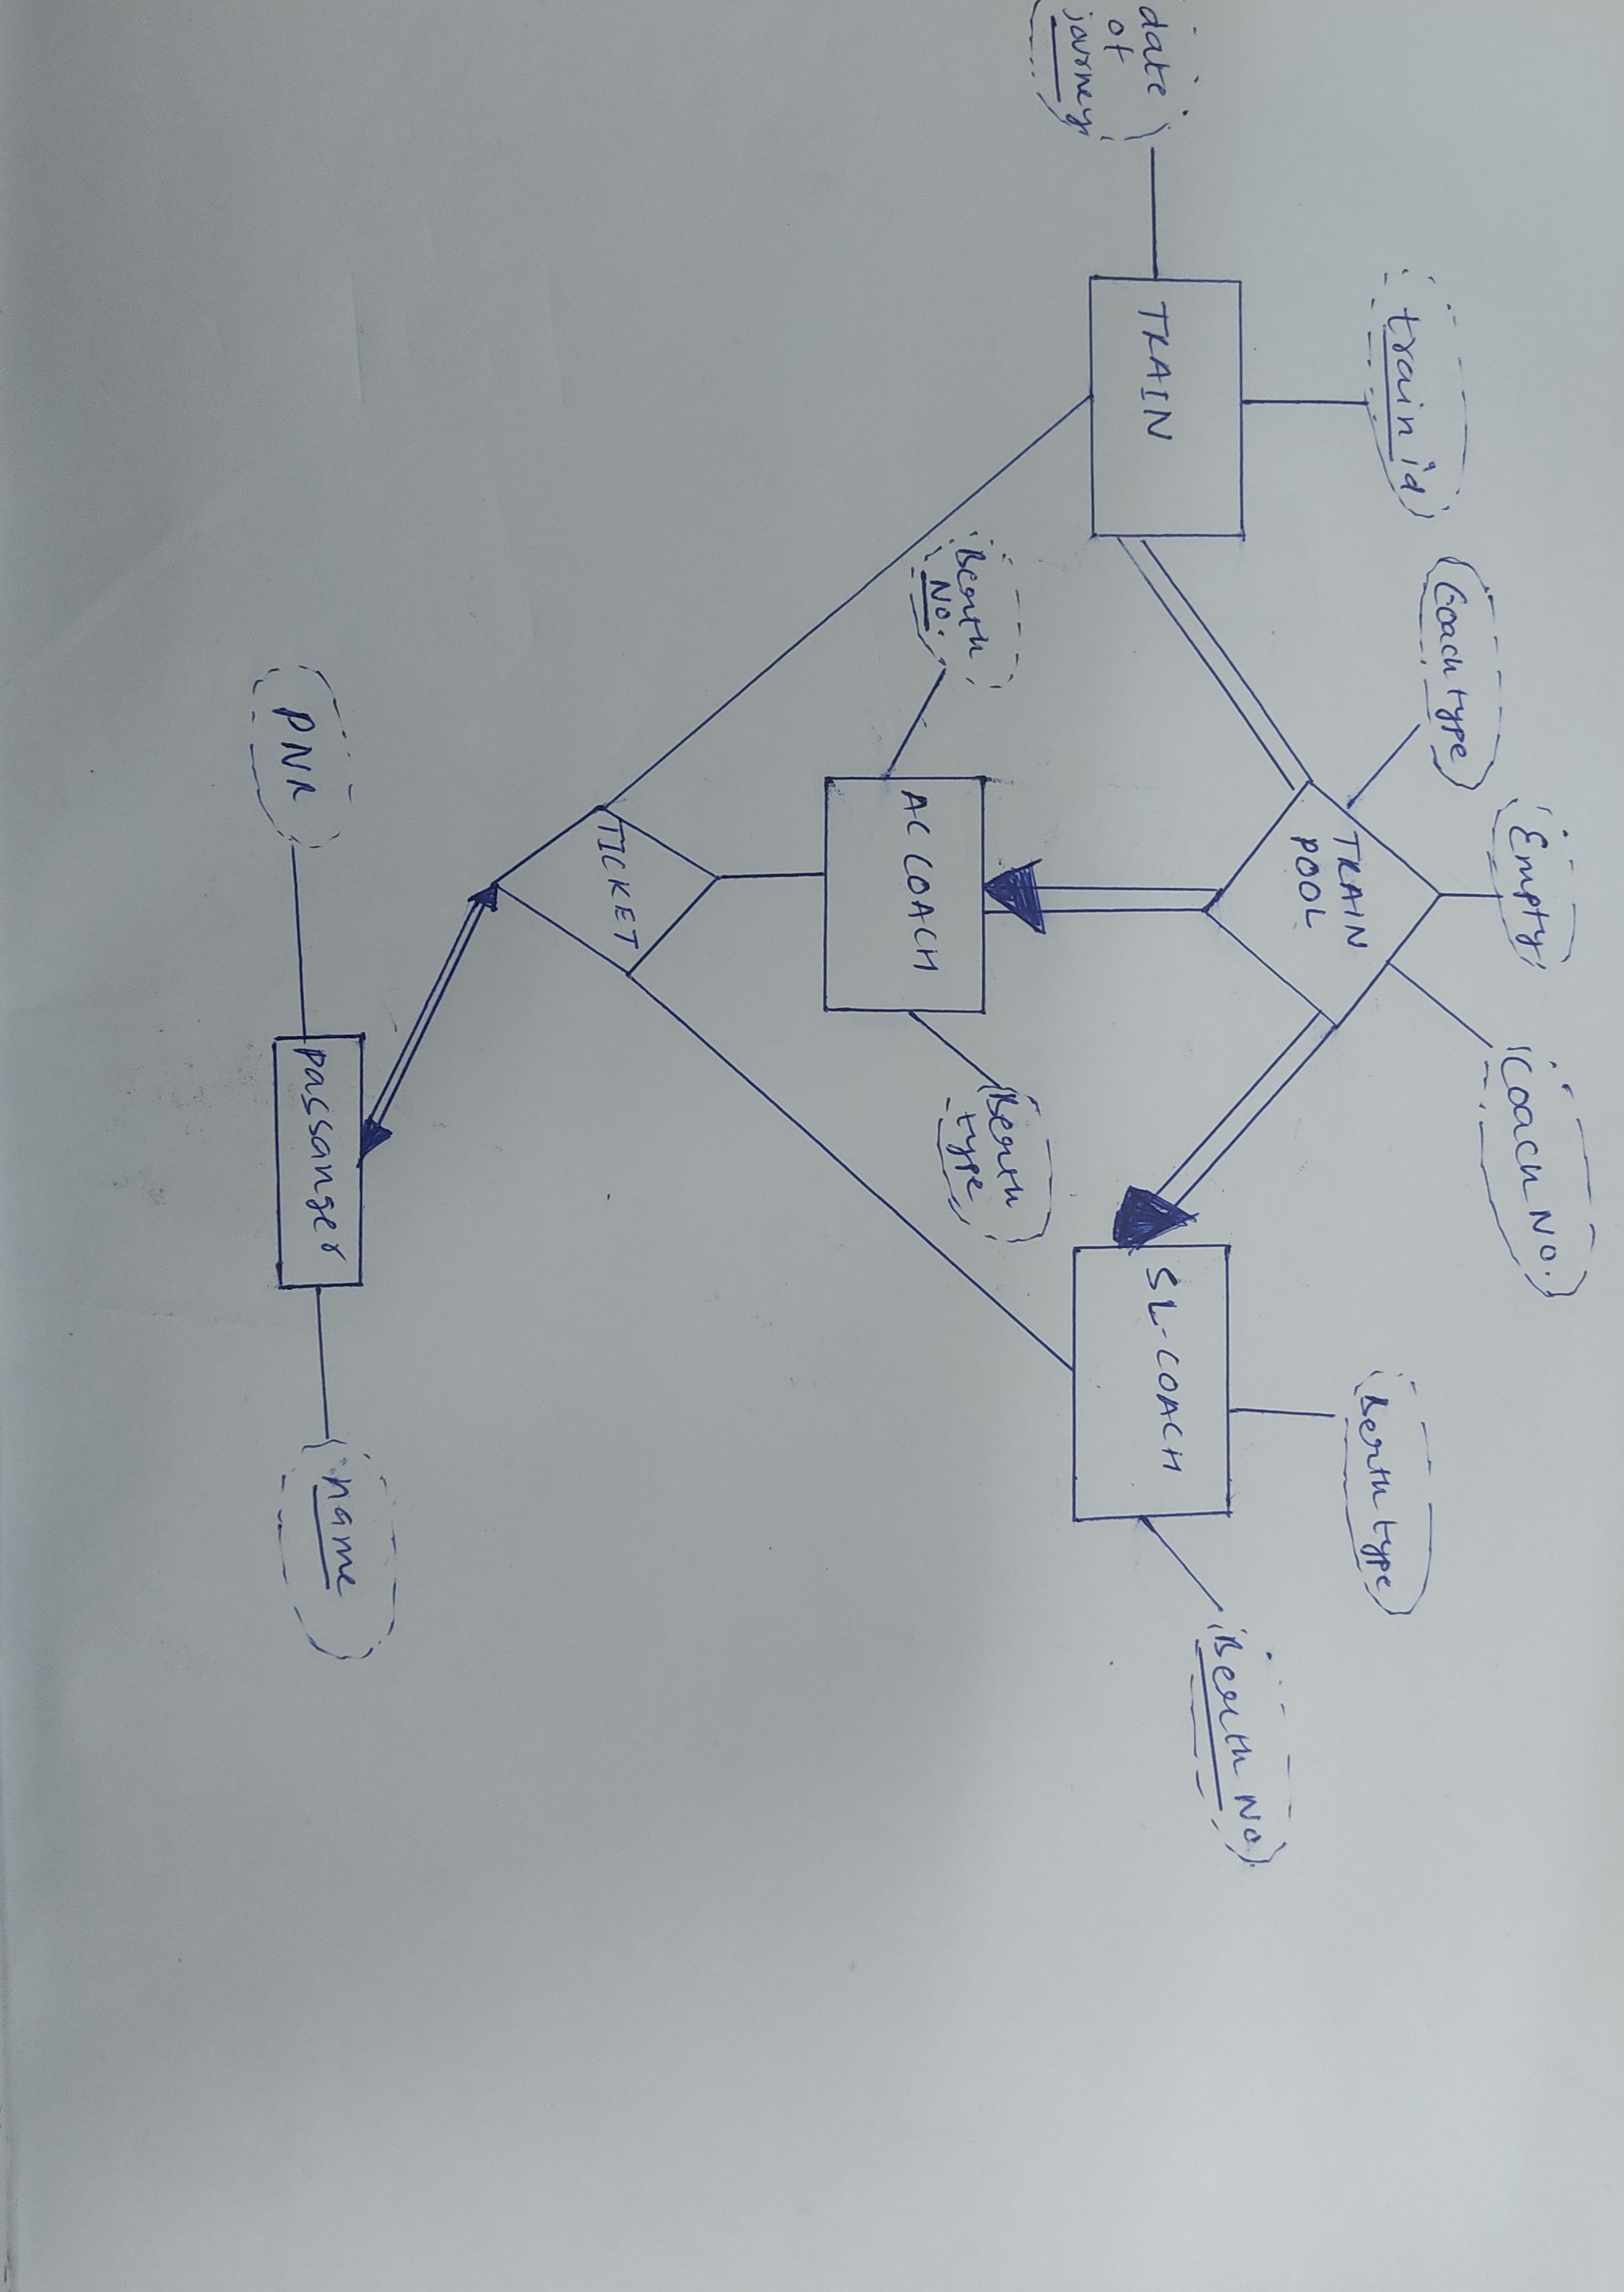 Empty
Coach No.
Coach type
train id
Berth type
TRAIN
POOL
Berth No.
date
of
journey
TRAIN
SL-COACH
Berth
type
Berth
No.
AC COACH
TICKET
name
passanger
PNR